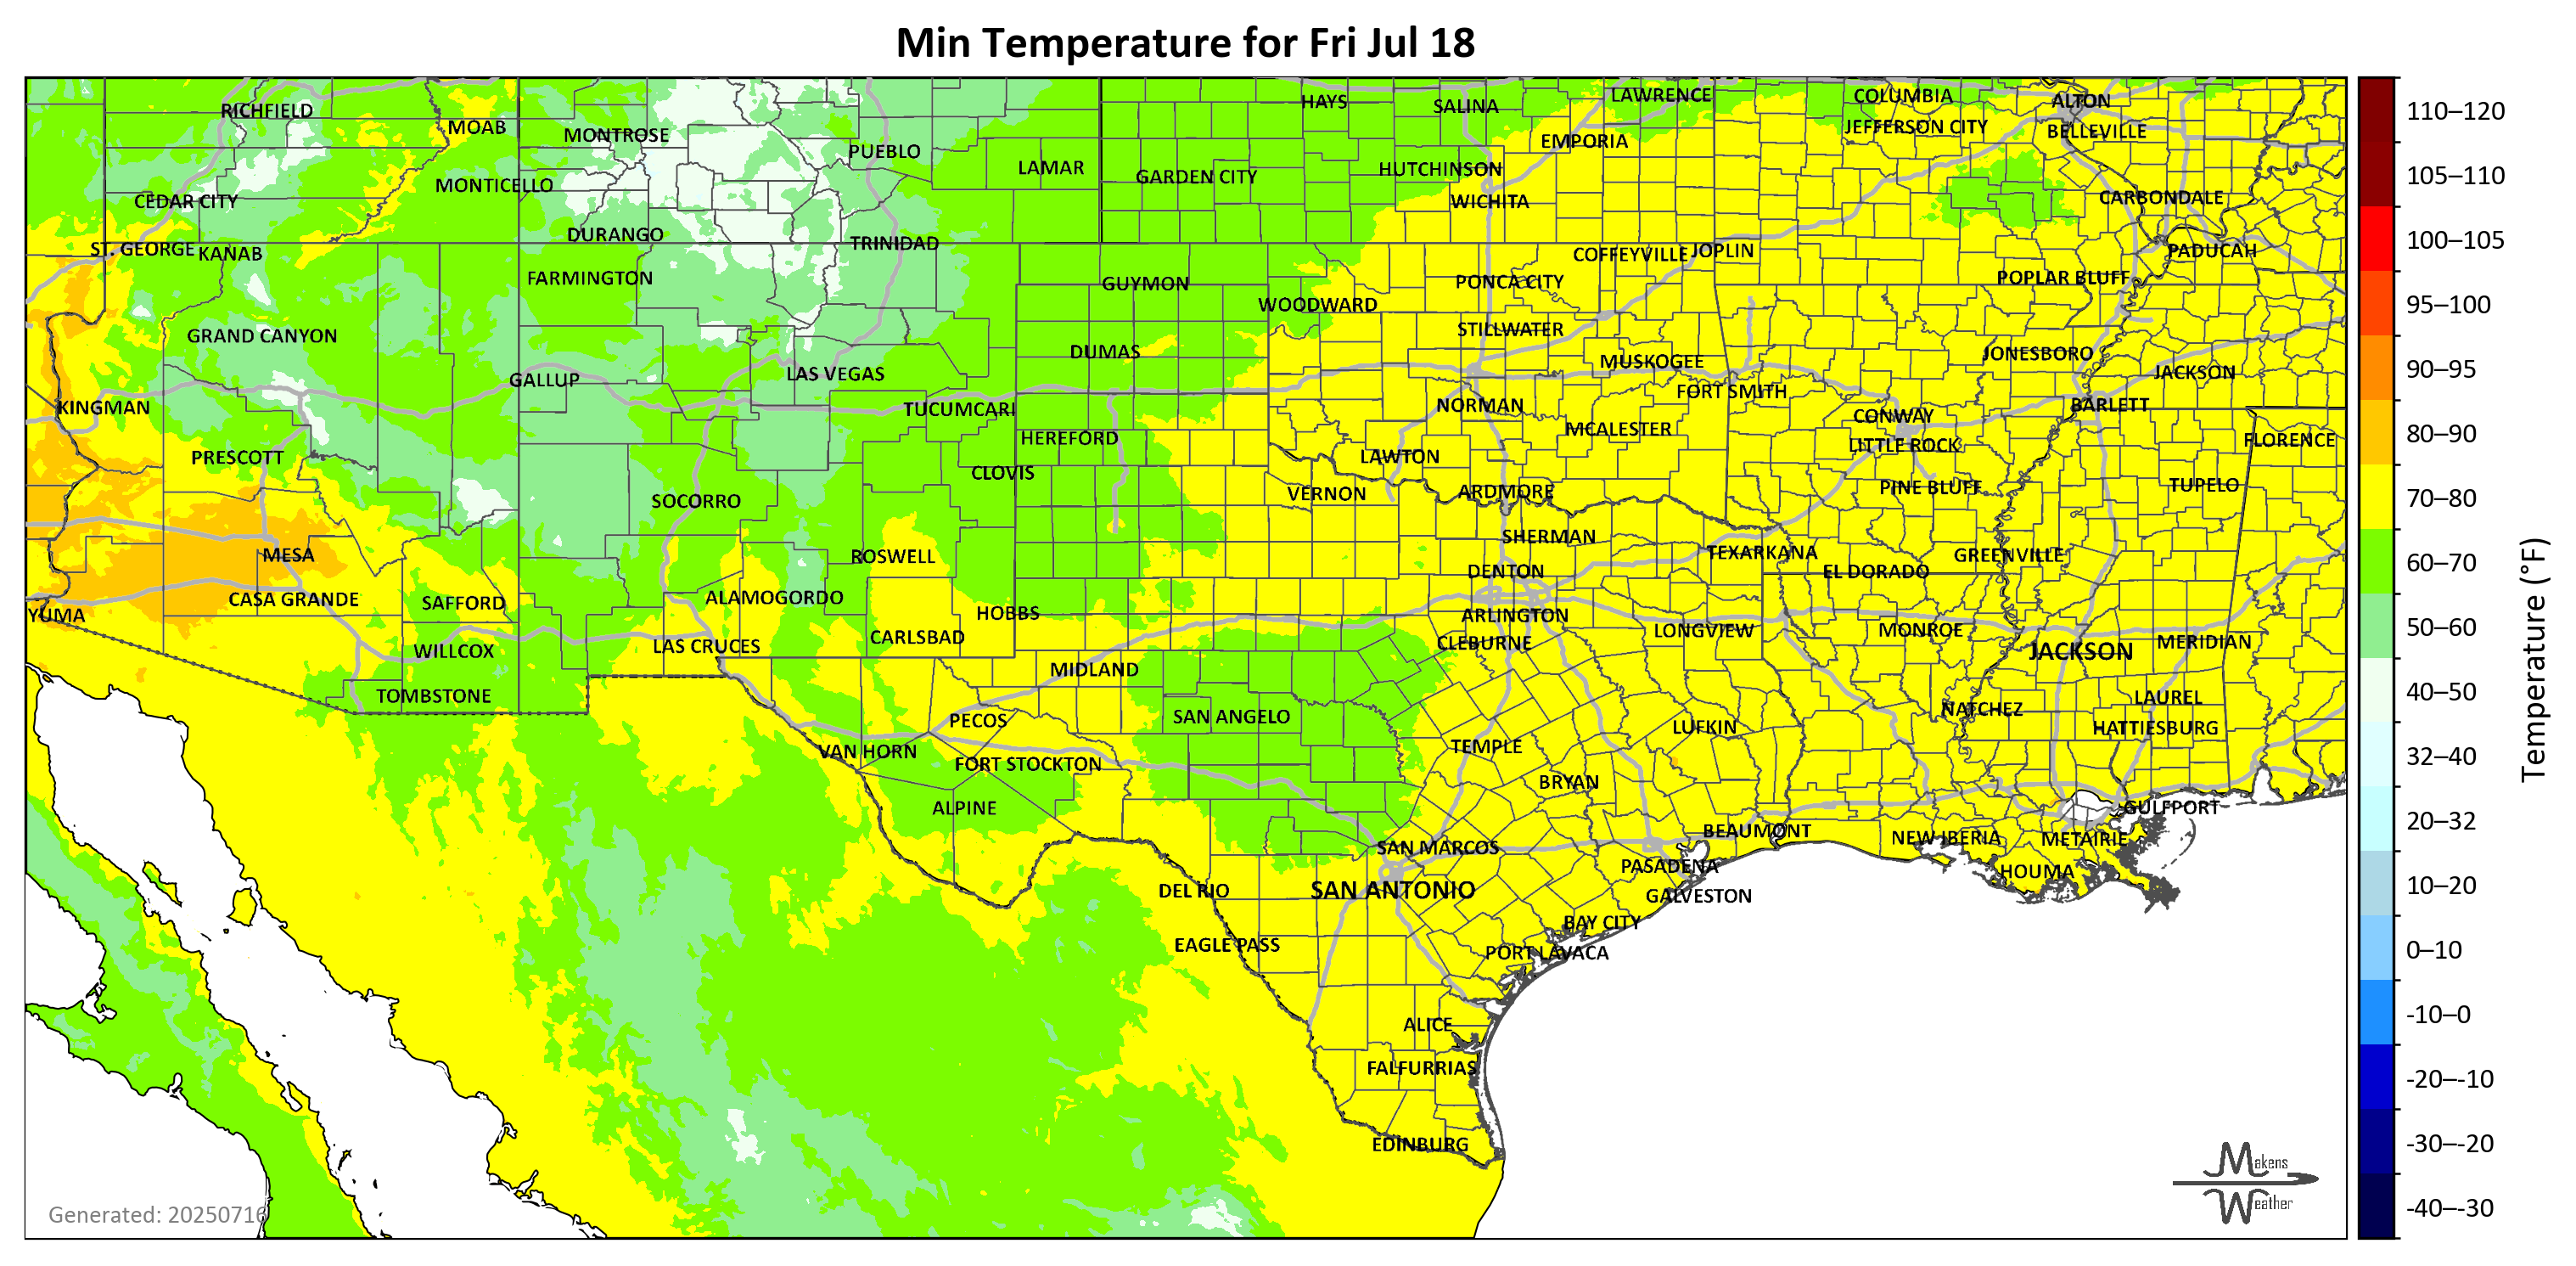 Min Temperature for Fri Jul 18
RICHFIELD
MOAB
MONTROSE
PUEBLO
LAMAR
HAYS
SALINA
LAWRENCE
COLUMBIA
ALTON
EMPORIA
JEFFERSON CITY
BELLEVILLE
CEDAR CITY
MONTICELLO
GARDEN CITY
HUTCHINSON
WICHITA
CARBONDALE
ST. GEORGE
KANAB
DURANGO
TRINIDAD
COFFEYVILLE
JOPLIN
PADUCAH
FARMINGTON
GUYMON
WOODWARD
PONCA CITY
POPLAR BLUFF
GRAND CANYON
DUMAS
STILLWATER
MUSKOGEE
JONESBORO
JACKSON
KINGMAN
GALLUP
LAS VEGAS
TUCUMCARI
NORMAN
FORT SMITH
CONWAY
BARLETT
PRESCOTT
HEREFORD
MCALESTER
LITTLE ROCK
FLORENCE
CLOVIS
LAWTON
SOCORRO
VERNON
ARDMORE
PINE BLUFF
TUPELO
MESA
ROSWELL
SHERMAN
TEXARKANA
GREENVILLE
YUMA
CASA GRANDE
SAFFORD
ALAMOGORDO
HOBBS
DENTON
ARLINGTON
EL DORADO
WILLCOX
LAS CRUCES
CARLSBAD
CLEBURNE
LONGVIEW
MONROE
JACKSON
MERIDIAN
TOMBSTONE
MIDLAND
PECOS
SAN ANGELO
NATCHEZ
LAUREL
HATTIESBURG
VAN HORN
FORT STOCKTON
TEMPLE
LUFKIN
BRYAN
ALPINE
GULFPORT
SAN MARCOS
BEAUMONT
NEW IBERIA
METAIRIE
DEL RIO
SAN ANTONIO
PASADENA
GALVESTON
HOUMA
EAGLE PASS
BAY CITY
PORT LAVACA
ALICE
FALFURRIAS
EDINBURG
Generated: 20250716
Makens
Weather
110–120
105–110
100–105
95–100
90–95
80–90
70–80
60–70
50–60
40–50
32–40
20–32
10–20
0–10
-10–0
-20–-10
-30–-20
-40–-30
Temperature (°F)